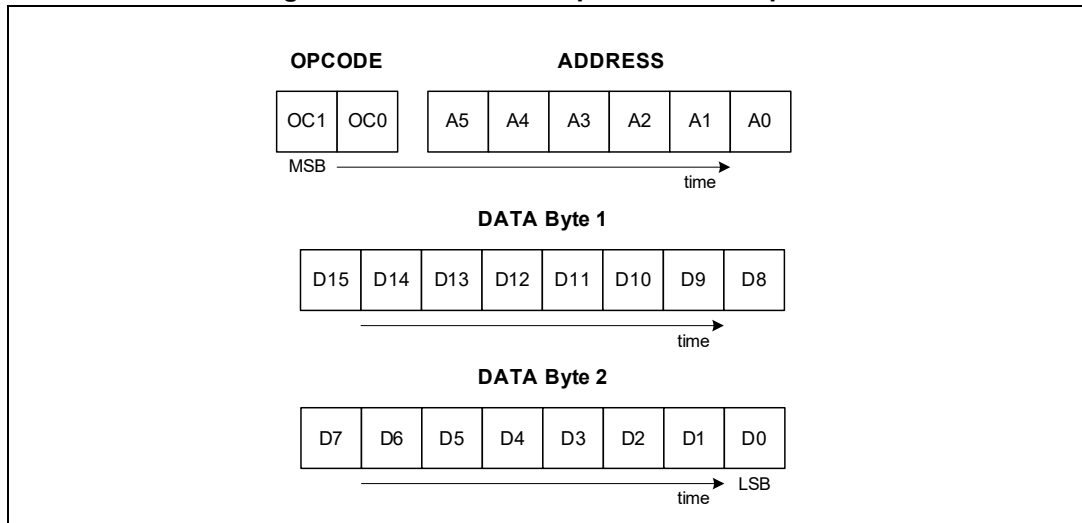 OPCODE ADDRESS
OC1 OC0 A5 A4 A3 A2 A1 A0
MSB
time
DATA Byte 1
D15 D14 D13 D12 D11 D10 D9 D8
time
DATA Byte 2
D7 D6 D5 D4 D3 D2 D1 D0
time LSB